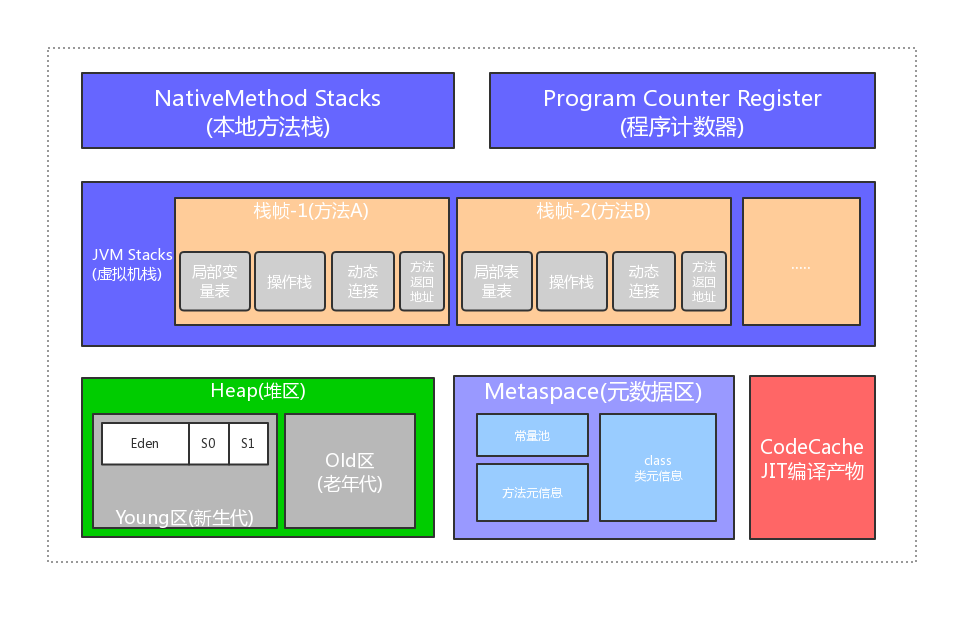 NativeMethod Stacks
(本地方法栈)
Program Counter Register
(程序计数器)
JVM Stacks
(虚拟机栈)
栈帧-1(方法A)
局部变
量表
操作栈
动态
连接
方法
返回
地址
栈帧-2(方法B)
局部表
量表
操作栈
动态
连接
方法
返回
地址
.....
Heap(堆区)
Eden
S0
S1
Young区(新生代)
Old区
(老年代)
Metaspace(元数据区)
常量池
方法元信息
class
类元信息
CodeCache
JIT编译产物